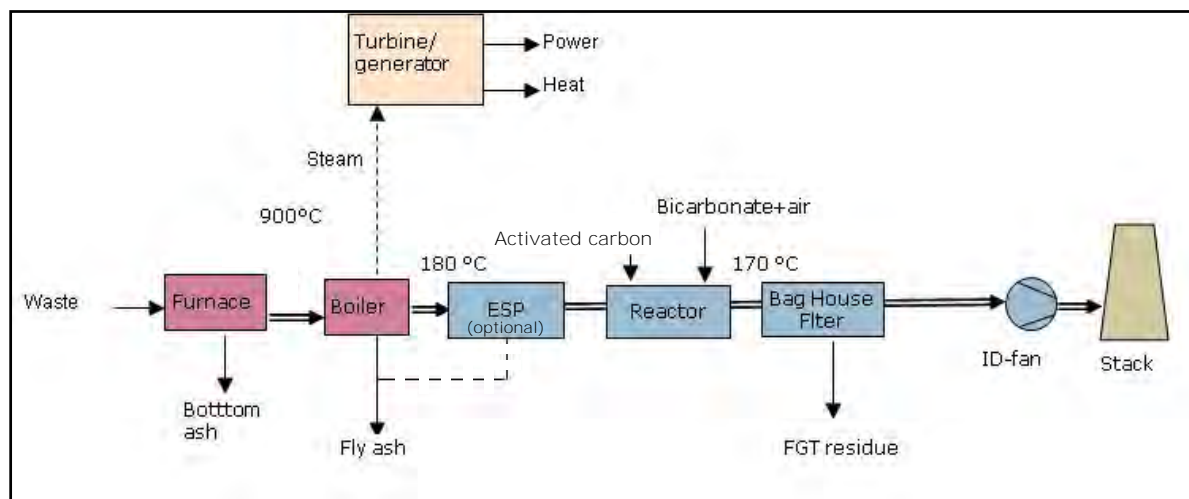 Turbine/
generator
Power
Heat
Steam
900°C
Bicarbonate+air
Activated carbon
180 °C
170 °C
Waste
Furnace
Boiler
ESP
(optional)
Reactor
Bag House
Flter
ID-fan
Stack
Botttom
ash
Fly ash
FGT residue